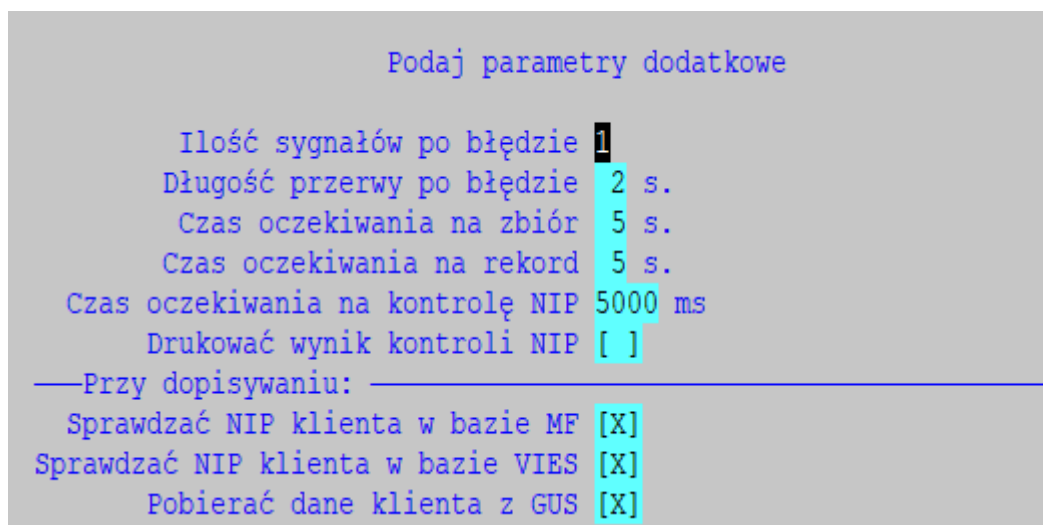 Podaj parametry dodatkowe
Ilość sygnałów po błędzie 1
Długość przerwy po błędzie 2 s.
Czas oczekiwania na zbiór 5 s.
Czas oczekiwania na rekord 5 s.
Czas oczekiwania na kontrolę NIP 5000 ms
Drukować wynik kontroli NIP [ ]
Przy dopisywaniu:
Sprawdzać NIP klienta w bazie MF [X]
Sprawdzać NIP klienta w bazie VIES [X]
Pobierać dane klienta z GUS [X]